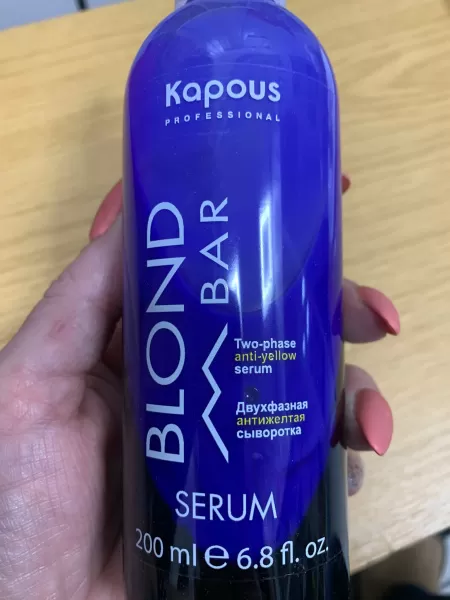 Kapous
PROFESSIONAL
BLOND
BAR
Two-phase
anti-yellow
serum
Двухфазная
антижелтая
сыворотка
SERUM
200 ml e 6.8 fl. oz.